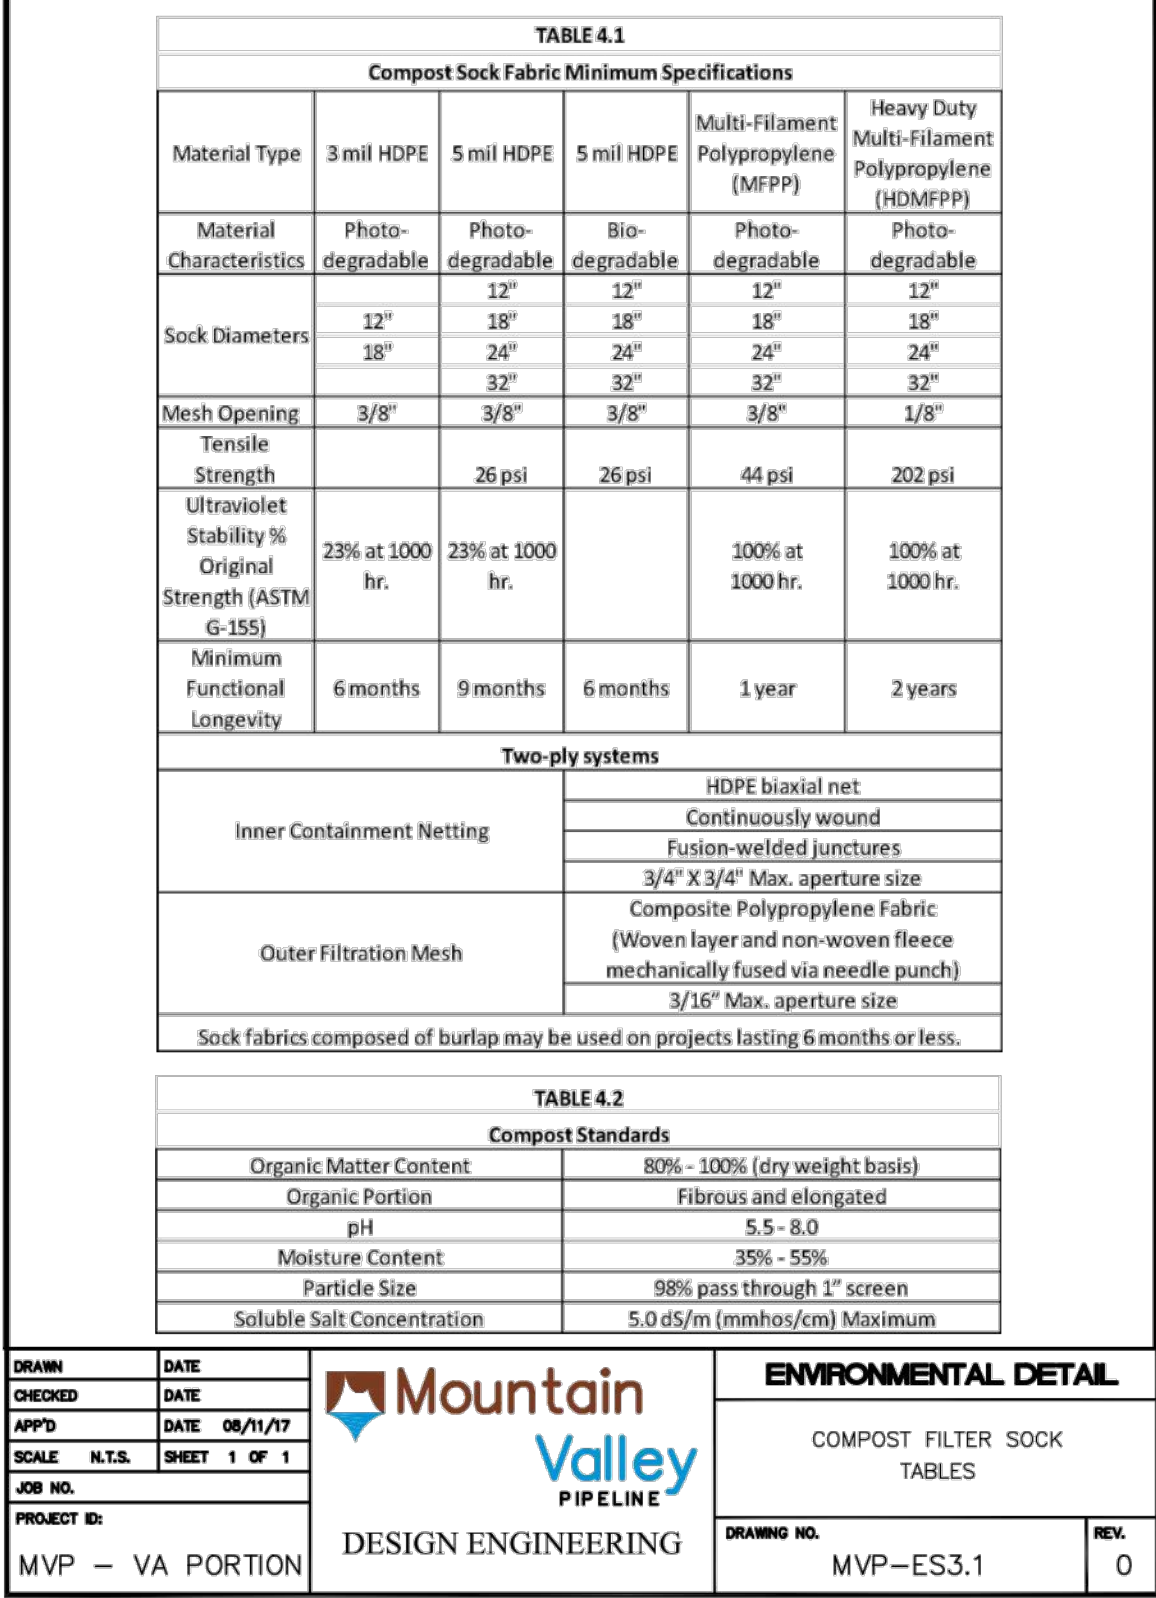 TABLE 4.1
Compost Sock Fabric Minimum Specifications
Material Type 3 mil HDPE 5 mil HDPE 5 mil HDPE Multi-Filament Polypropylene (MFPP) Heavy Duty Multi-Filament Polypropylene (HDMFPP)
Material Characteristics Photo-degradable Photo-degradable Bio-degradable Photo-degradable Photo-degradable
Sock Diameters
12" 12" 12" 12"
12" 18" 18" 18" 18"
18" 24" 24" 24" 24"
32" 32" 32" 32"
Mesh Opening 3/8" 3/8" 3/8" 3/8" 1/8"
Tensile Strength 26 psi 26 psi 44 psi 202 psi
Ultraviolet Stability % Original Strength (ASTM G-155) 23% at 1000 hr. 23% at 1000 hr. 100% at 1000 hr. 100% at 1000 hr.
Minimum Functional Longevity 6 months 9 months 6 months 1 year 2 years
Two-ply systems
Inner Containment Netting
HDPE biaxial net
Continuously wound
Fusion-welded junctures
3/4" X 3/4" Max. aperture size
Outer Filtration Mesh
Composite Polypropylene Fabric
(Woven layer and non-woven fleece
mechanically fused via needle punch)
3/16" Max. aperture size
Sock fabrics composed of burlap may be used on projects lasting 6 months or less.
TABLE 4.2
Compost Standards
Organic Matter Content 80% - 100% (dry weight basis)
Organic Portion Fibrous and elongated
pH 5.5 - 8.0
Moisture Content 35% - 55%
Particle Size 98% pass through 1" screen
Soluble Salt Concentration 5.0 dS/m (mmhos/cm) Maximum
DRAWN DATE
CHECKED DATE
APP'D DATE 08/11/17
SCALE N.T.S. SHEET 1 OF 1
JOB NO.
PROJECT ID:
MVP - VA PORTION
Mountain
Valley
PIPELINE
DESIGN ENGINEERING
ENVIRONMENTAL DETAIL
COMPOST FILTER SOCK
TABLES
DRAWING NO.
MVP-ES3.1
REV.
0